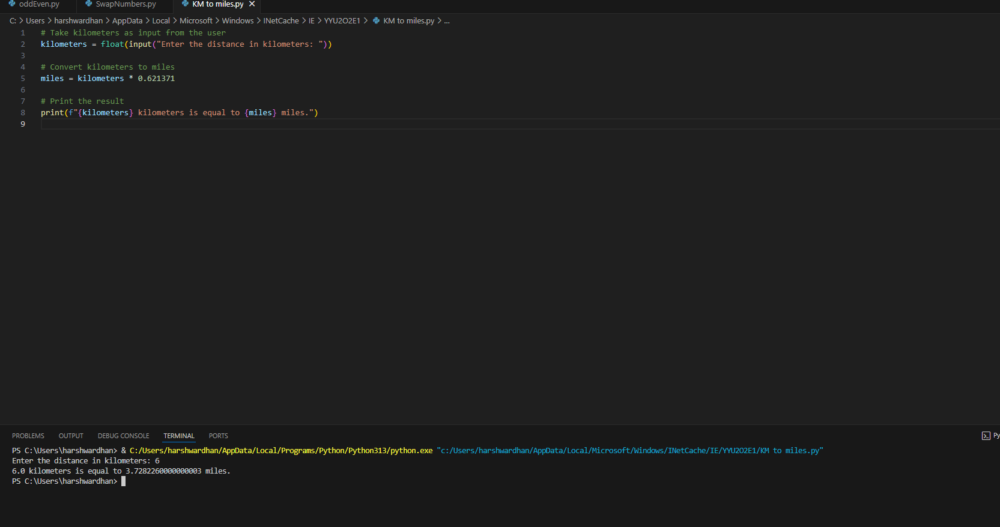 oddEven.py SwapNumbers.py KM to miles.py
C: > Users > harshwardhan > AppData > Local > Microsoft > Windows > INetCache > IE > YYU2O2E1 > KM to miles.py > ...
1 # Take kilometers as input from the user
2 kilometers = float(input("Enter the distance in kilometers: "))
3
4 # Convert kilometers to miles
5 miles = kilometers * 0.621371
6
7 # Print the result
8 print(f"{kilometers} kilometers is equal to {miles} miles.")
9
PROBLEMS OUTPUT DEBUG CONSOLE TERMINAL PORTS Py
PS C:\Users\harshwardhan> & C:/Users/harshwardhan/AppData/Local/Programs/Python/Python313/python.exe "c:/Users/harshwardhan/AppData/Local/Microsoft/Windows/INetCache/IE/YYU2O2E1/KM to miles.py"
Enter the distance in kilometers: 6
6.0 kilometers is equal to 3.7282260000000003 miles.
PS C:\Users\harshwardhan>